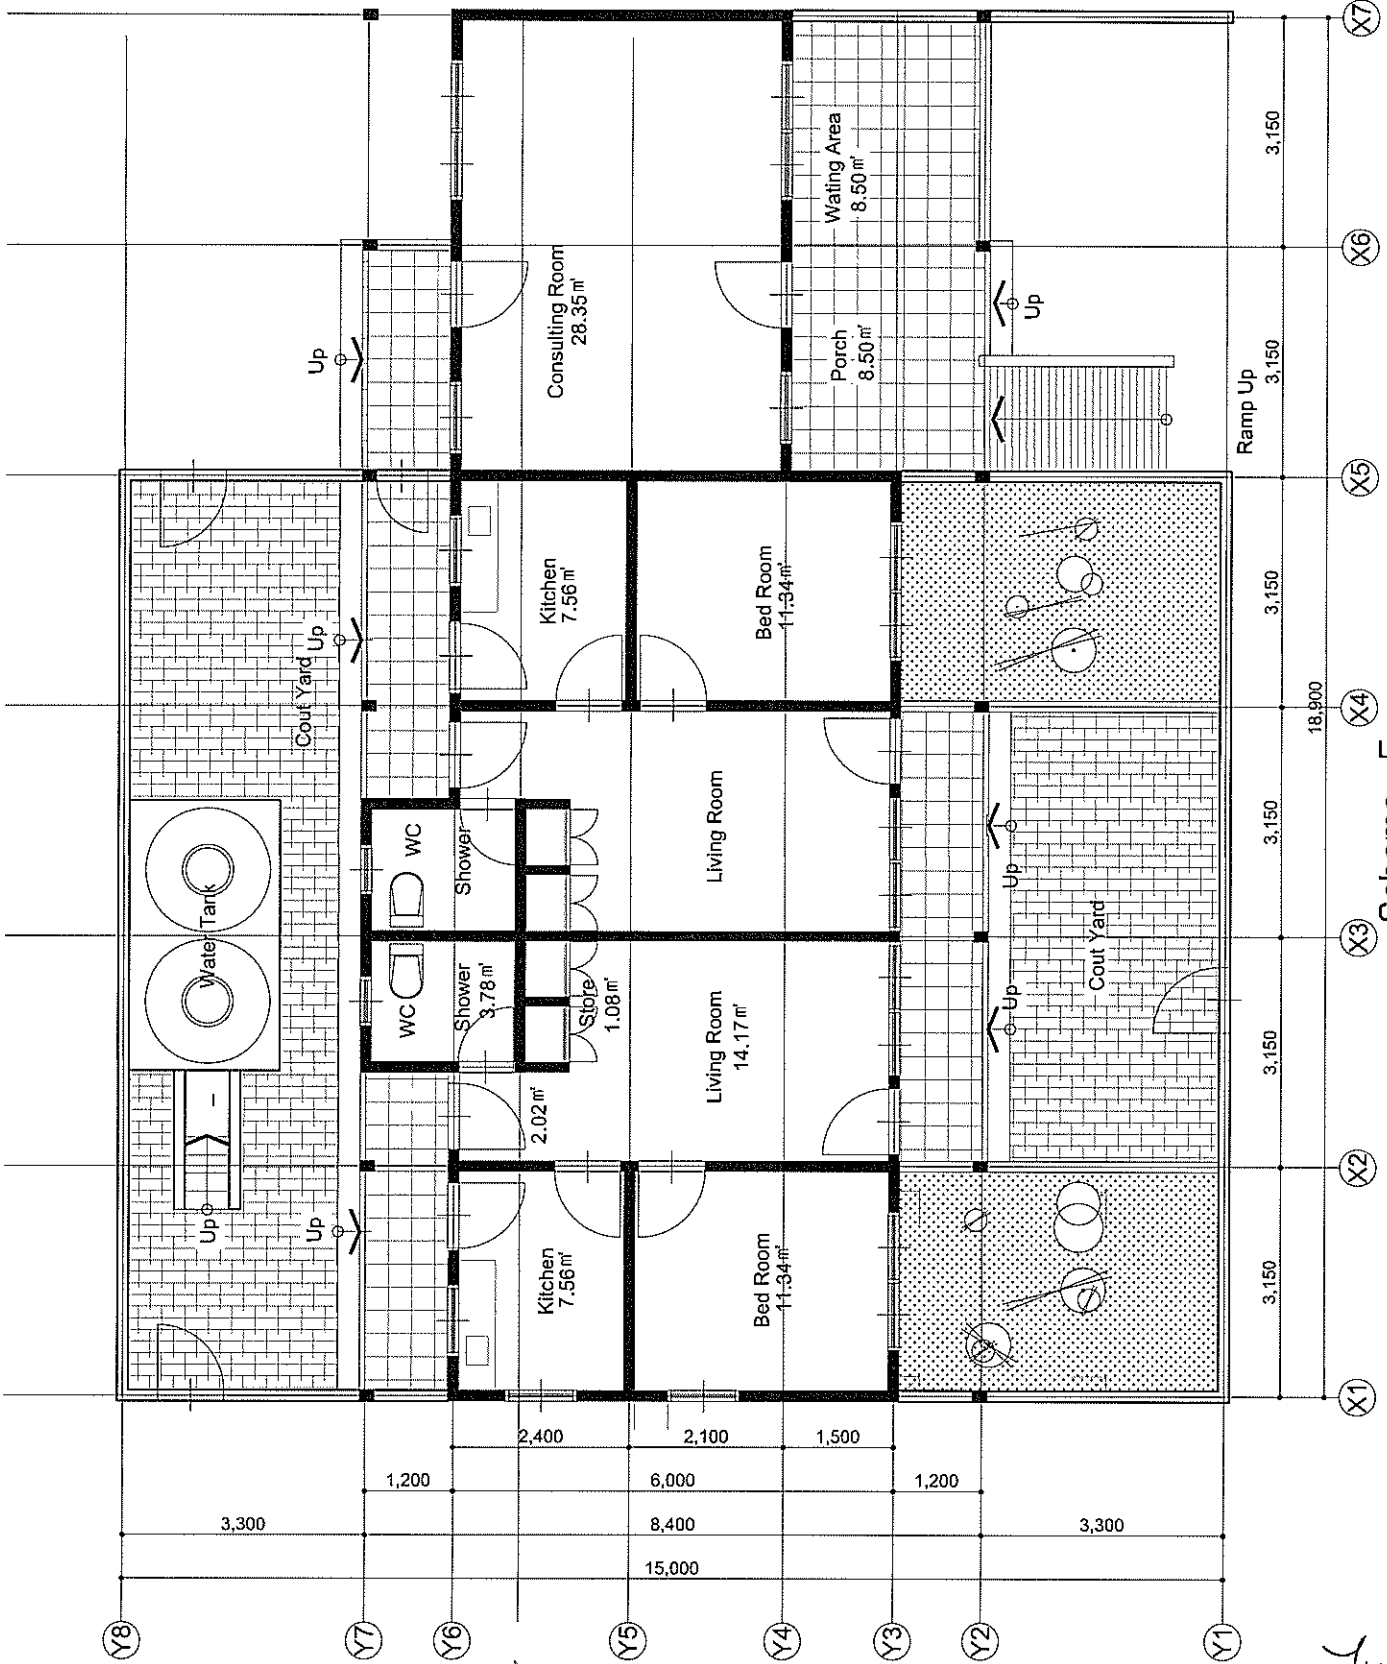 Water Tank
Cout Yard
Up
Up
Up
Up
WC
WC
Shower
Shower
3.78㎡
Store
1.08㎡
2.02㎡
Kitchen
7.56㎡
Kitchen
7.56㎡
Consulting Room
28.35㎡
Living Room
14.17㎡
Living Room
Bed Room
11.34㎡
Bed Room
11.34㎡
Porch
8.50㎡
Wating Area
8.50㎡
Up
Up
Up
Cout Yard
Ramp Up
3,150
3,150
3,150
3,150
3,150
3,150
18,900
X1
X2
X3
X4
X5
X6
X7
2,400
2,100
1,500
1,200
6,000
1,200
3,300
8,400
3,300
15,000
Y8
Y7
Y6
Y5
Y4
Y3
Y2
Y1